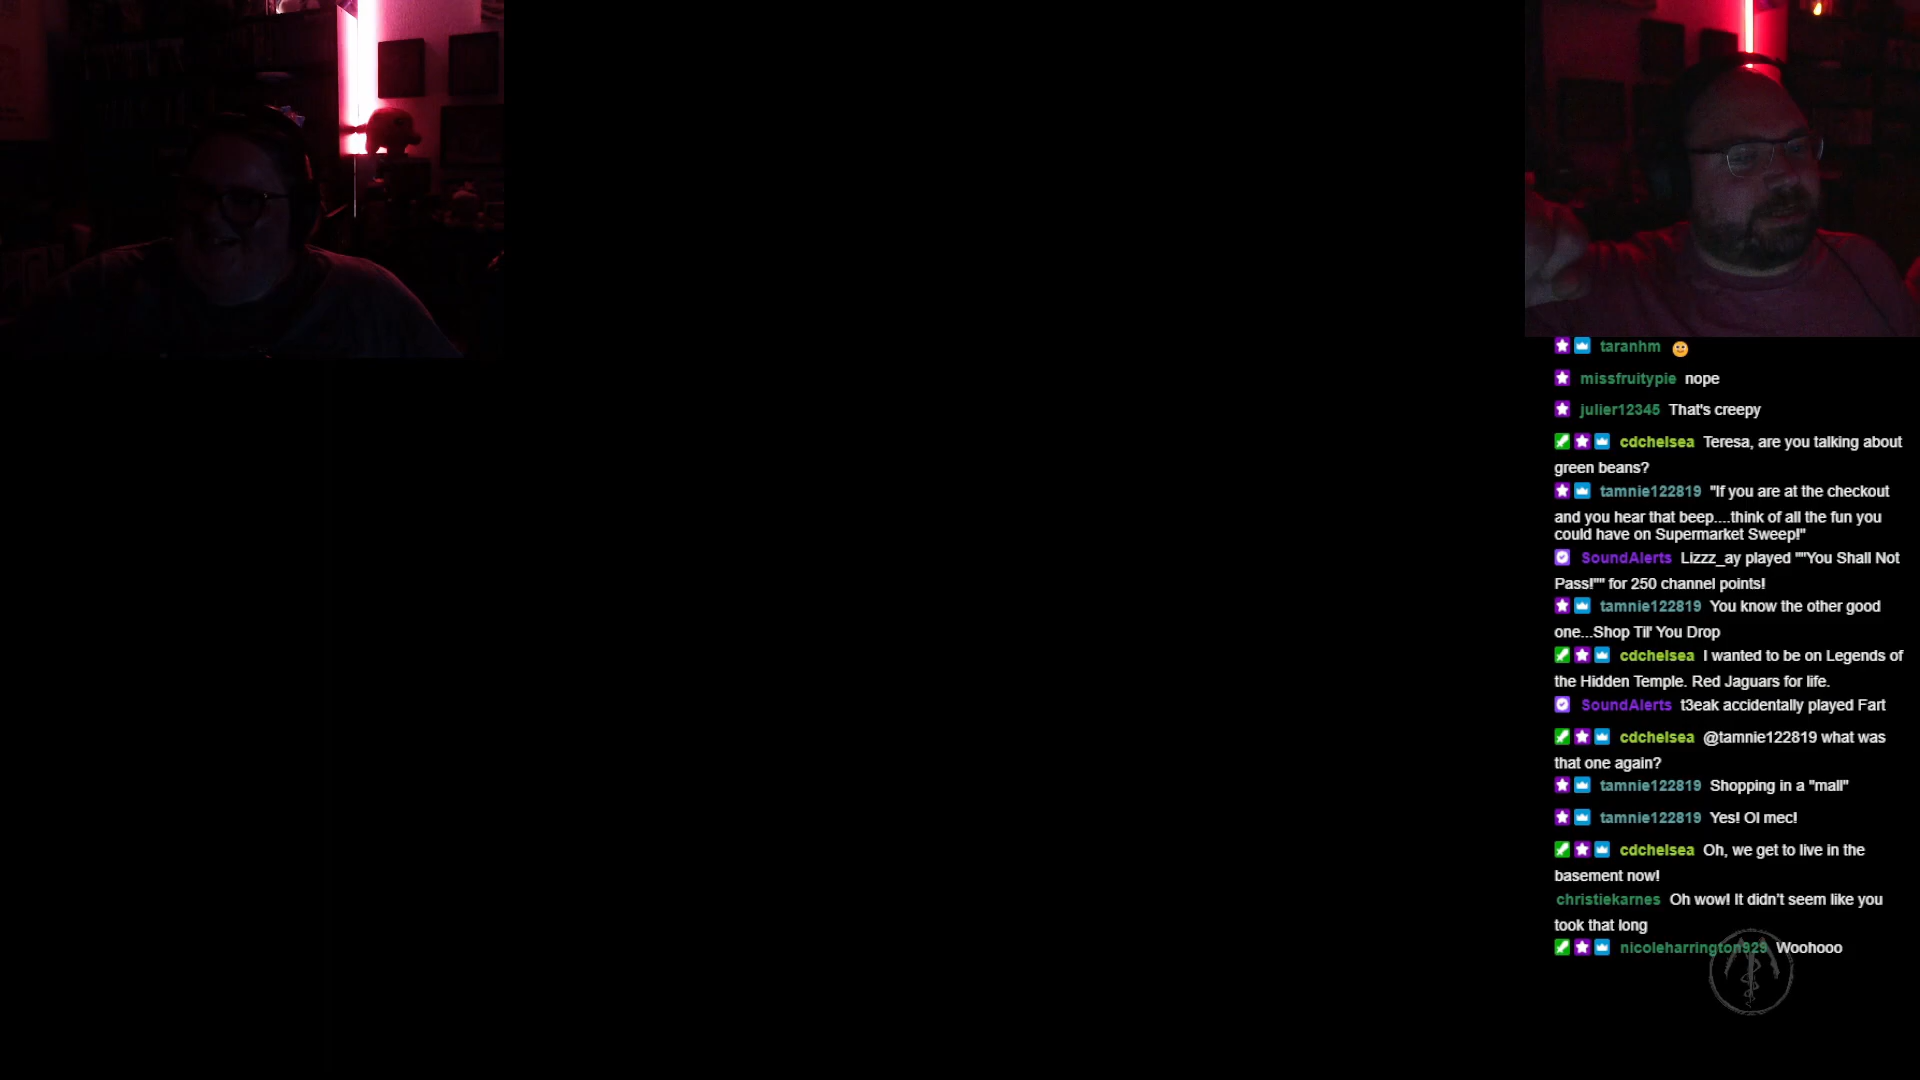 taranhm
missfruitypie nope
julier12345 That's creepy
cdchelsea Teresa, are you talking about
green beans?
tamnie122819 "If you are at the checkout
and you hear that beep....think of all the fun you
could have on Supermarket Sweep!"
SoundAlerts Lizzz_ay played ""You Shall Not
Pass!"" for 250 channel points!
tamnie122819 You know the other good
one...Shop Til' You Drop
cdchelsea I wanted to be on Legends of
the Hidden Temple. Red Jaguars for life.
SoundAlerts t3eak accidentally played Fart
cdchelsea @tamnie122819 what was
that one again?
tamnie122819 Shopping in a "mall"
tamnie122819 Yes! Ol mec!
cdchelsea Oh, we get to live in the
basement now!
christiekarnes Oh wow! It didn't seem like you
took that long
nicoleharrington929 Woohooo